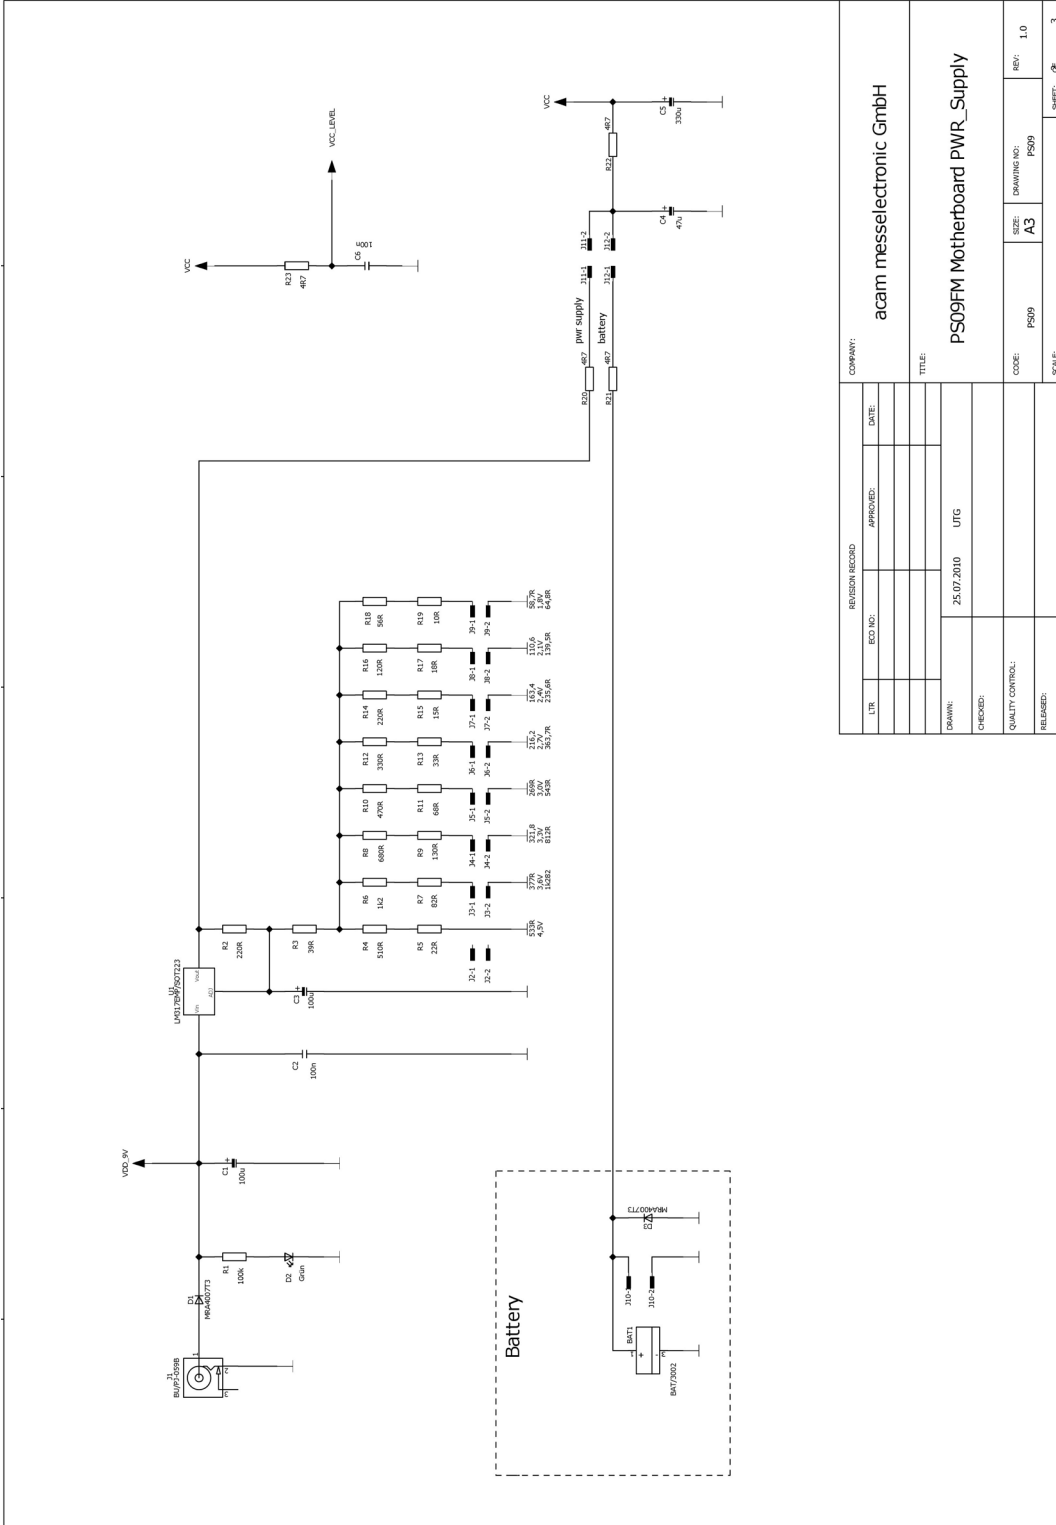 J1
BU/PJ-059B
1
2
3
D1
MRA4007T3
R1
100k
D2
Grün
VDD_9V
C1
+
100u
C2
100n
U1
LM317EMP/SOT223
Vin
Vout
ADJ
C3
+
100u
R2
220R
R3
39R
R4
510R
R5
22R
J2-1
J2-2
533R
4,5V
R6
1k2
R7
82R
J3-1
J3-2
377R
3,6V
1k282
R8
680R
R9
130R
J4-1
J4-2
321,8
3,3V
812R
R10
470R
R11
68R
J5-1
J5-2
269R
3,0V
543R
R12
330R
R13
33R
J6-1
J6-2
216,2
2,7V
363,7R
R14
220R
R15
15R
J7-1
J7-2
163,4
2,4V
235,6R
R16
120R
R17
18R
J8-1
J8-2
110,6
2,1V
139,5R
R18
56R
R19
10R
J9-1
J9-2
58,7R
1,8V
64,8R
VCC
R23
4R7
VCC_LEVEL
C6
100n
R20
4R7
pwr supply
J11-1
J11-2
R21
4R7
battery
J12-1
J12-2
C4
+
47u
R22
4R7
VCC
C5
+
330u
Battery
BAT1
1
+
-
BAT/3002
J10-1
J10-2
D3
MRA4007T3
REVISION RECORD
LTR
ECO NO:
APPROVED:
DATE:
COMPANY:
acam messelectronic GmbH
TITLE:
PS09FM Motherboard PWR_Supply
DRAWN:
25.07.2010
UTG
CHECKED:
QUALITY CONTROL:
RELEASED:
CODE:
PS09
SIZE:
A3
DRAWING NO:
PS09
REV:
1.0
SCALE:
SHEET: